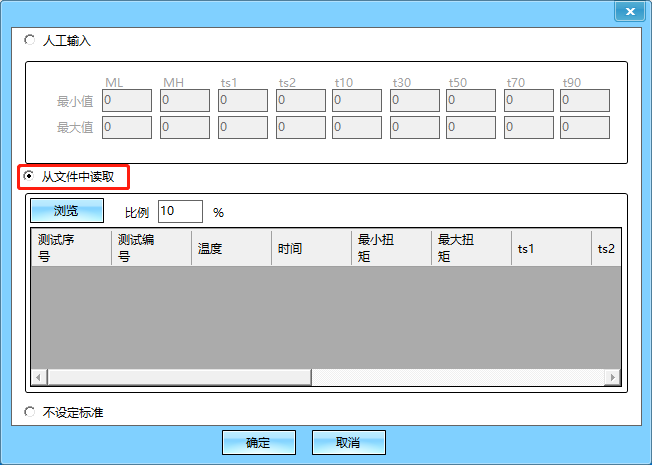 人工输入
ML MH ts1 ts2 t10 t30 t50 t70 t90
最小值 0 0 0 0 0 0 0 0 0
最大值 0 0 0 0 0 0 0 0 0
从文件中读取
浏览 比例 10 %
测试序号 测试编号 温度 时间 最小扭矩 最大扭矩 ts1 ts2
不设定标准
确定 取消